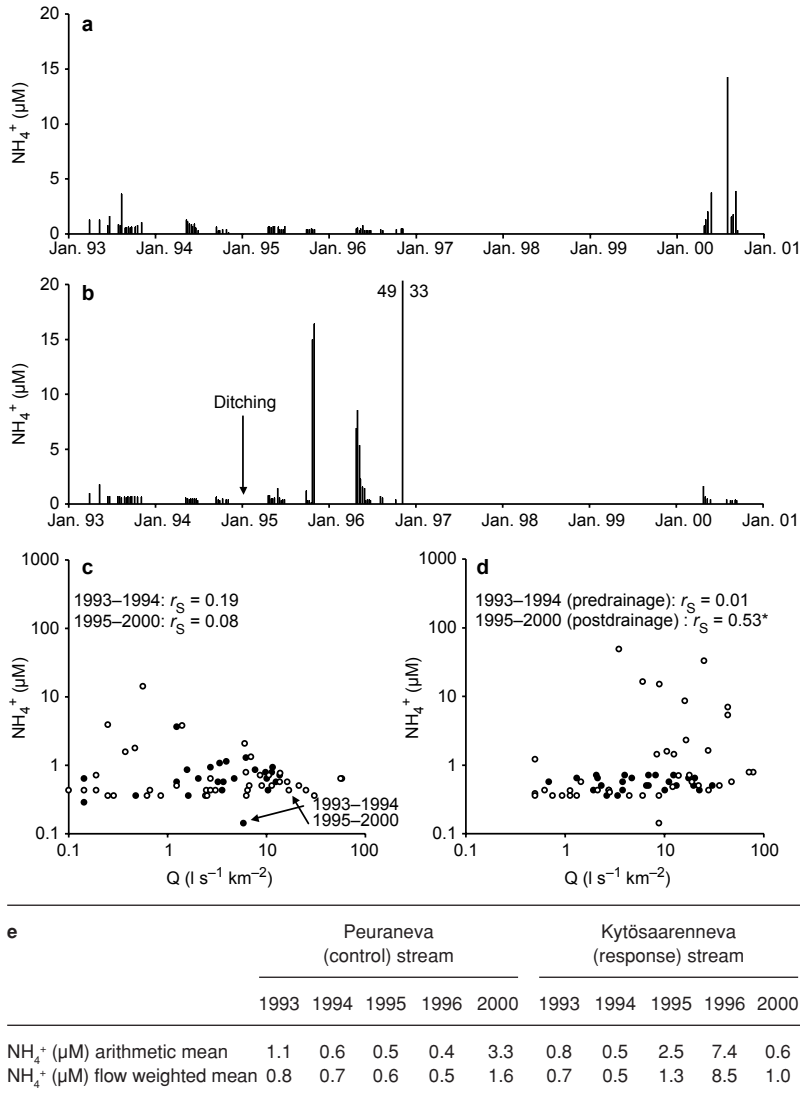 a
20
15
10
5
0
NH₄⁺ (μM)
Jan. 93 Jan. 94 Jan. 95 Jan. 96 Jan. 97 Jan. 98 Jan. 99 Jan. 00 Jan. 01
b
49 33
20
15
10
5
0
NH₄⁺ (μM)
Ditching
Jan. 93 Jan. 94 Jan. 95 Jan. 96 Jan. 97 Jan. 98 Jan. 99 Jan. 00 Jan. 01
c
1993–1994: rS = 0.19
1995–2000: rS = 0.08
1000
100
10
1
0.1
NH₄⁺ (μM)
1993–1994
1995–2000
0.1 1 10 100
Q (l s⁻¹ km⁻²)
d
1993–1994 (predrainage): rS = 0.01
1995–2000 (postdrainage) : rS = 0.53*
1000
100
10
1
0.1
NH₄⁺ (μM)
0.1 1 10 100
Q (l s⁻¹ km⁻²)
e
Peuraneva
(control) stream
Kytösaarenneva
(response) stream
1993 1994 1995 1996 2000 1993 1994 1995 1996 2000
NH₄⁺ (μM) arithmetic mean 1.1 0.6 0.5 0.4 3.3 0.8 0.5 2.5 7.4 0.6
NH₄⁺ (μM) flow weighted mean 0.8 0.7 0.6 0.5 1.6 0.7 0.5 1.3 8.5 1.0